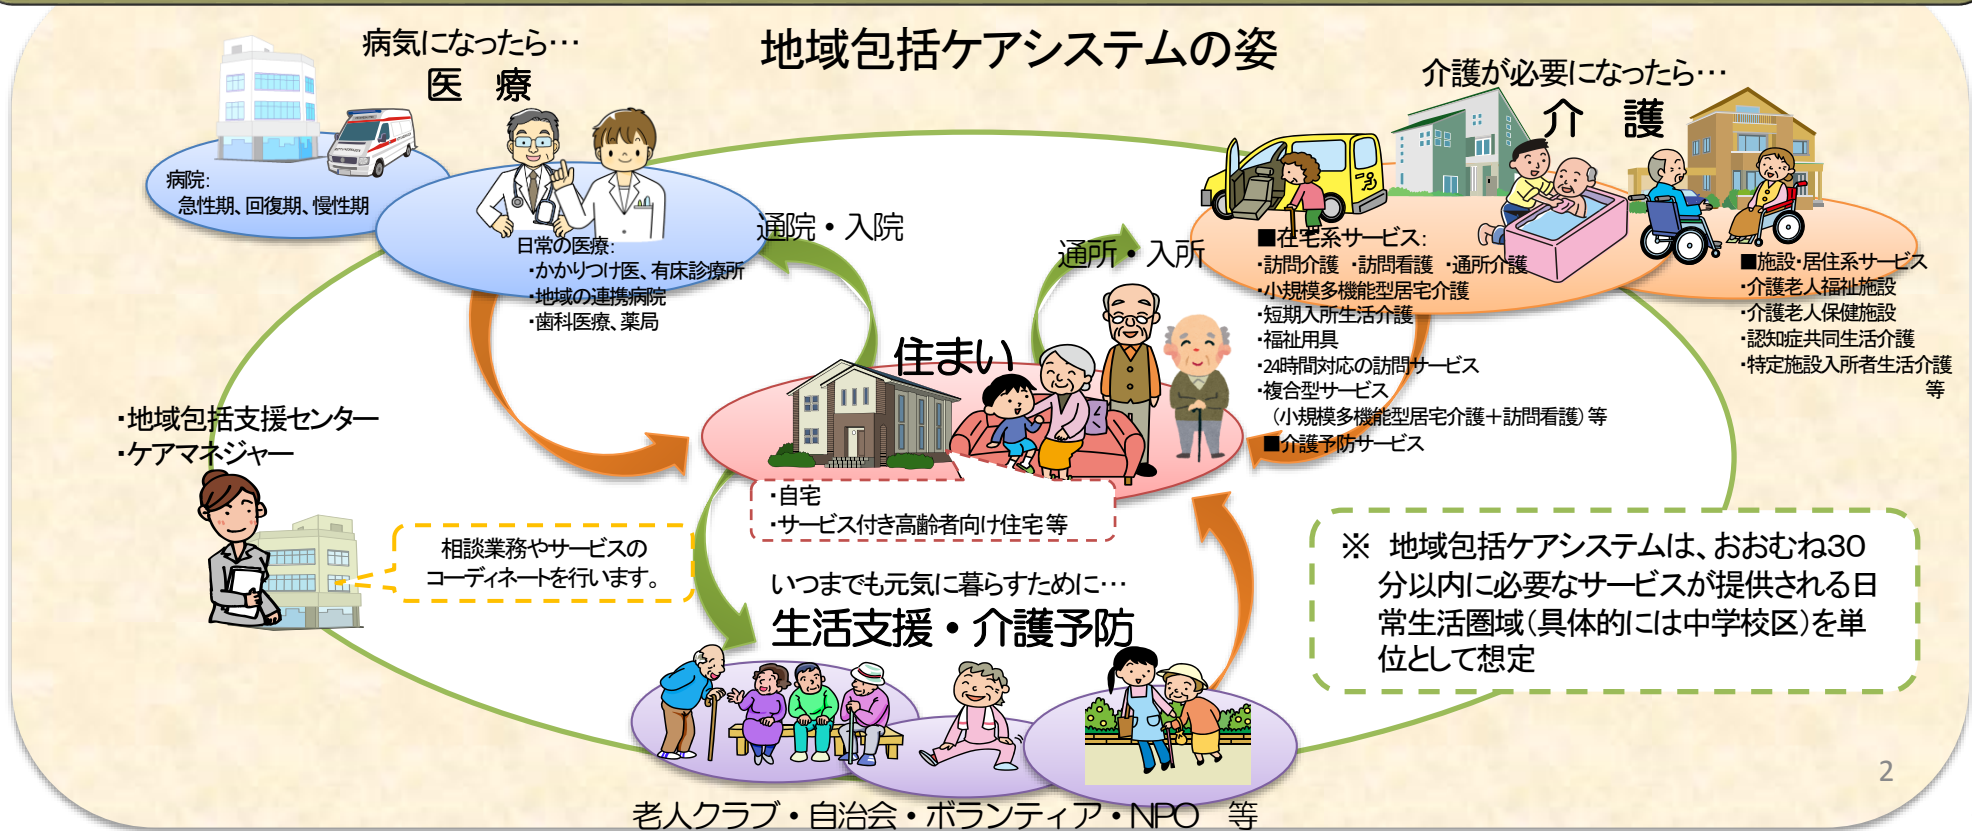 地域包括ケアシステムの姿
病気になったら…
医　療
病院:
急性期、回復期、慢性期
日常の医療:
・かかりつけ医、有床診療所
・地域の連携病院
・歯科医療、薬局
通院・入院
通所・入所
介護が必要になったら…
介　護
■在宅系サービス:
・訪問介護　・訪問看護　・通所介護
・小規模多機能型居宅介護
・短期入所生活介護
・福祉用具
・24時間対応の訪問サービス
・複合型サービス
（小規模多機能型居宅介護＋訪問看護）等
■介護予防サービス
■施設・居住系サービス
・介護老人福祉施設
・介護老人保健施設
・認知症共同生活介護
・特定施設入所者生活介護
等
住まい
・自宅
・サービス付き高齢者向け住宅 等
・地域包括支援センター
・ケアマネジャー
相談業務やサービスの
コーディネートを行います。
いつまでも元気に暮らすために…
生活支援・介護予防
老人クラブ・自治会・ボランティア・NPO　等
※　地域包括ケアシステムは、おおむね30
分以内に必要なサービスが提供される日
常生活圏域（具体的には中学校区）を単
位として想定
2